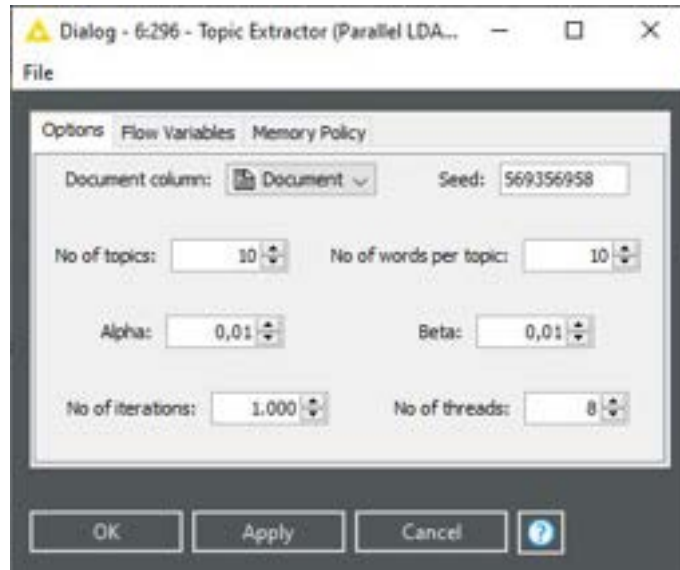 Dialog - 6:296 - Topic Extractor (Parallel LDA...
File
Options Flow Variables Memory Policy
Document column: Document Seed: 569356958
No of topics: 10 No of words per topic: 10
Alpha: 0,01 Beta: 0,01
No of iterations: 1.000 No of threads: 8
OK Apply Cancel ?